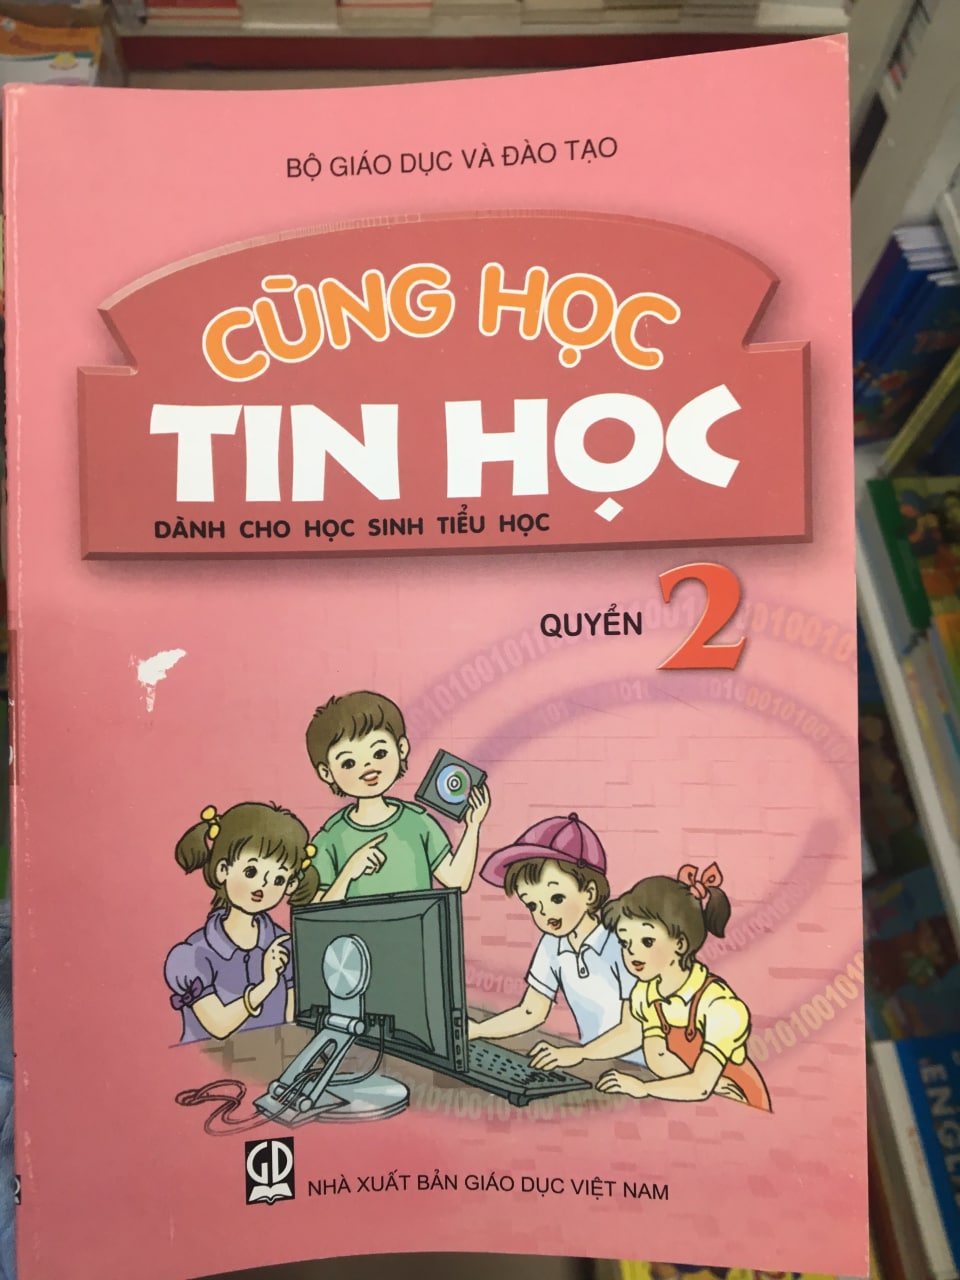 BỘ GIÁO DỤC VÀ ĐÀO TẠO
CÙNG HỌC
TIN HỌC
DÀNH CHO HỌC SINH TIỂU HỌC
QUYỂN 2
GD
NHÀ XUẤT BẢN GIÁO DỤC VIỆT NAM